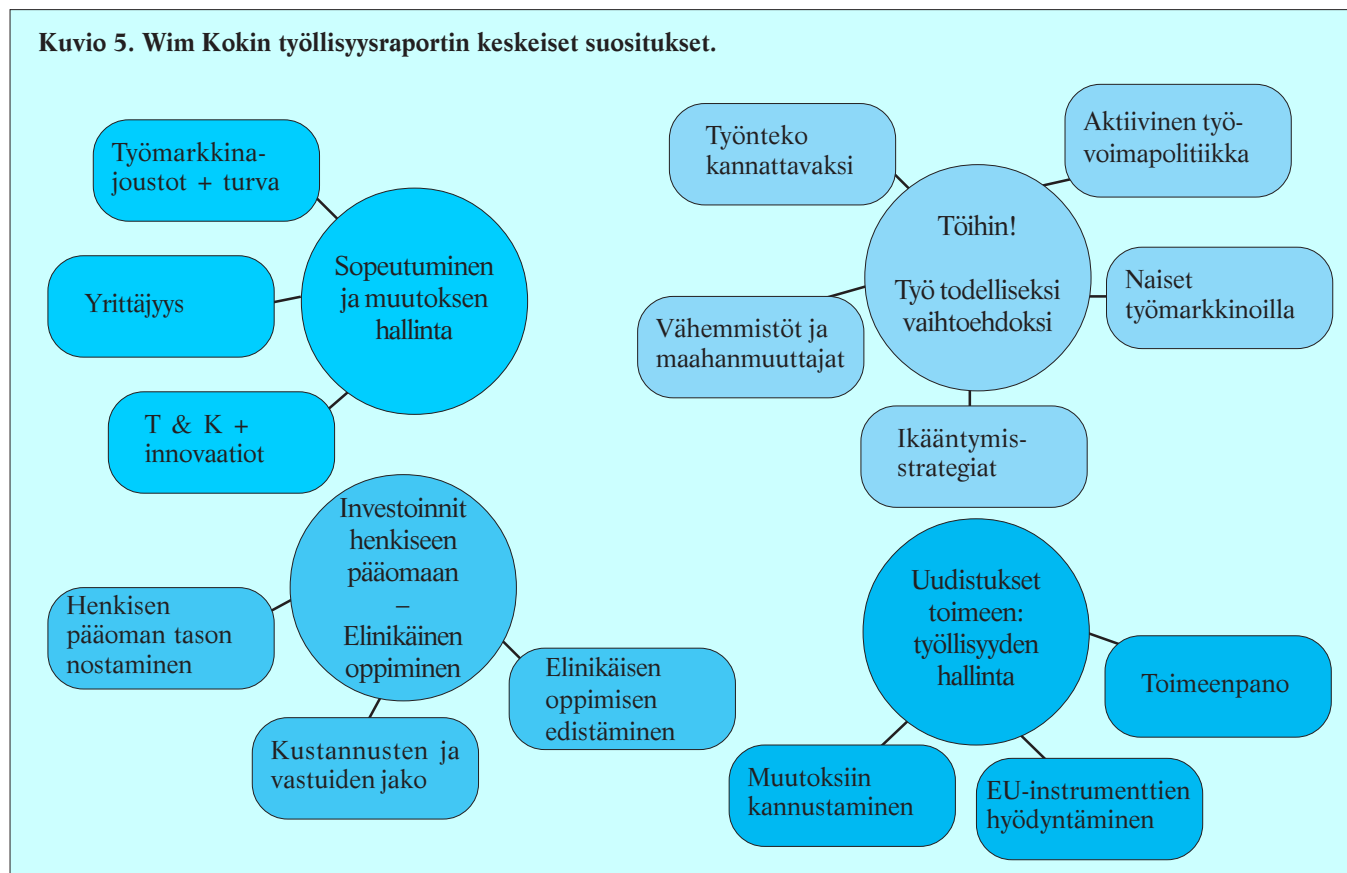 Kuvio 5. Wim Kokin työllisyysraportin keskeiset suositukset.
Työmarkkina-
joustot + turva
Yrittäjyys
T & K +
innovaatiot
Sopeutuminen
ja muutoksen
hallinta
Työnteko
kannattavaksi
Aktiivinen työ-
voimapolitiikka
Töihin!
Työ todelliseksi
vaihtoehdoksi
Naiset
työmarkkinoilla
Vähemmistöt ja
maahanmuuttajat
Ikääntymis-
strategiat
Investoinnit
henkiseen
pääomaan
–
Elinikäinen
oppiminen
Henkisen
pääoman tason
nostaminen
Kustannusten ja
vastuiden jako
Elinikäisen
oppimisen
edistäminen
Uudistukset
toimeen:
työllisyyden
hallinta
Toimeenpano
Muutoksiin
kannustaminen
EU-instrumenttien
hyödyntäminen